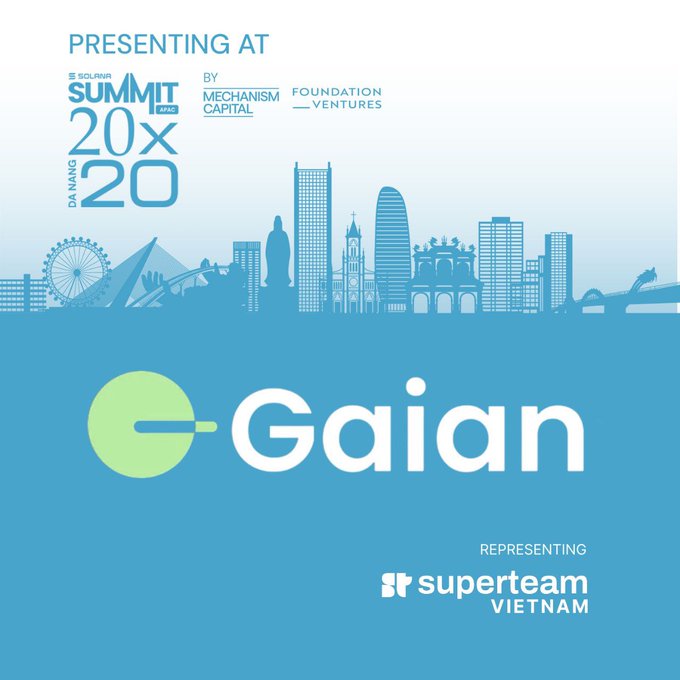 PRESENTING AT
SOLANA
SUMMIT
APAC
20x
20
DA NANG
BY
MECHANISM
CAPITAL
FOUNDATION
VENTURES
Gaian
REPRESENTING
superteam
VIETNAM